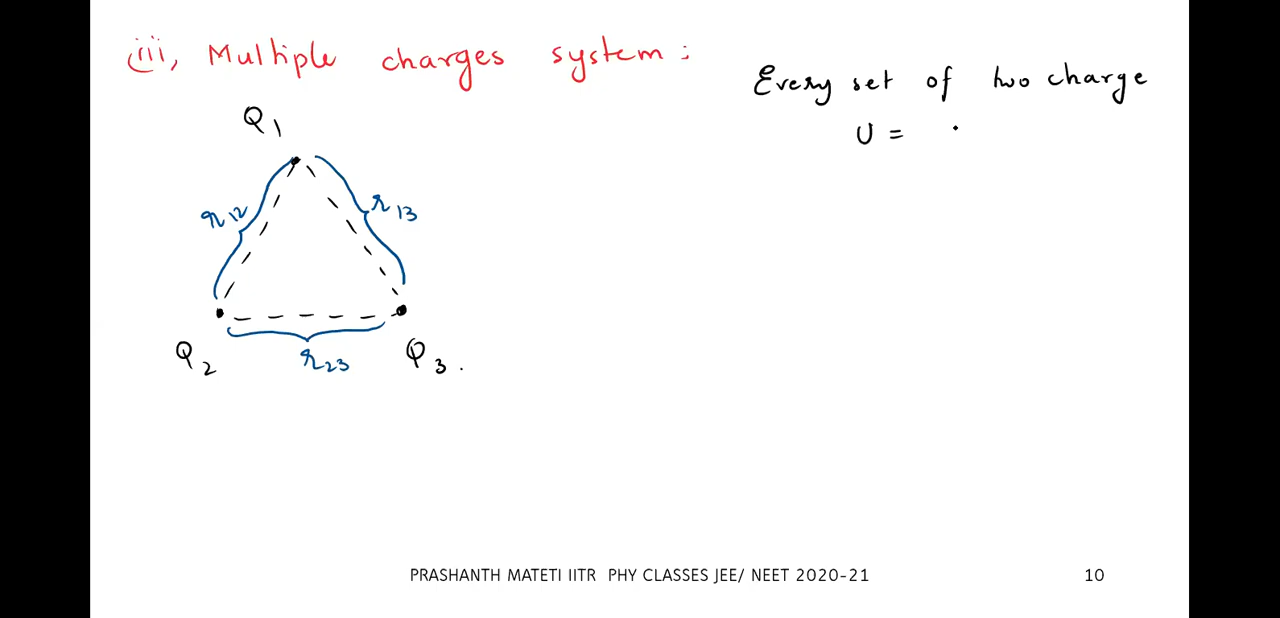 (iii, Multiple charges system :
Every set of two charge
U =
Q1
r12
r13
Q2
r23
Q3 .
PRASHANTH MATETI IITR PHY CLASSES JEE/ NEET 2020-21
10